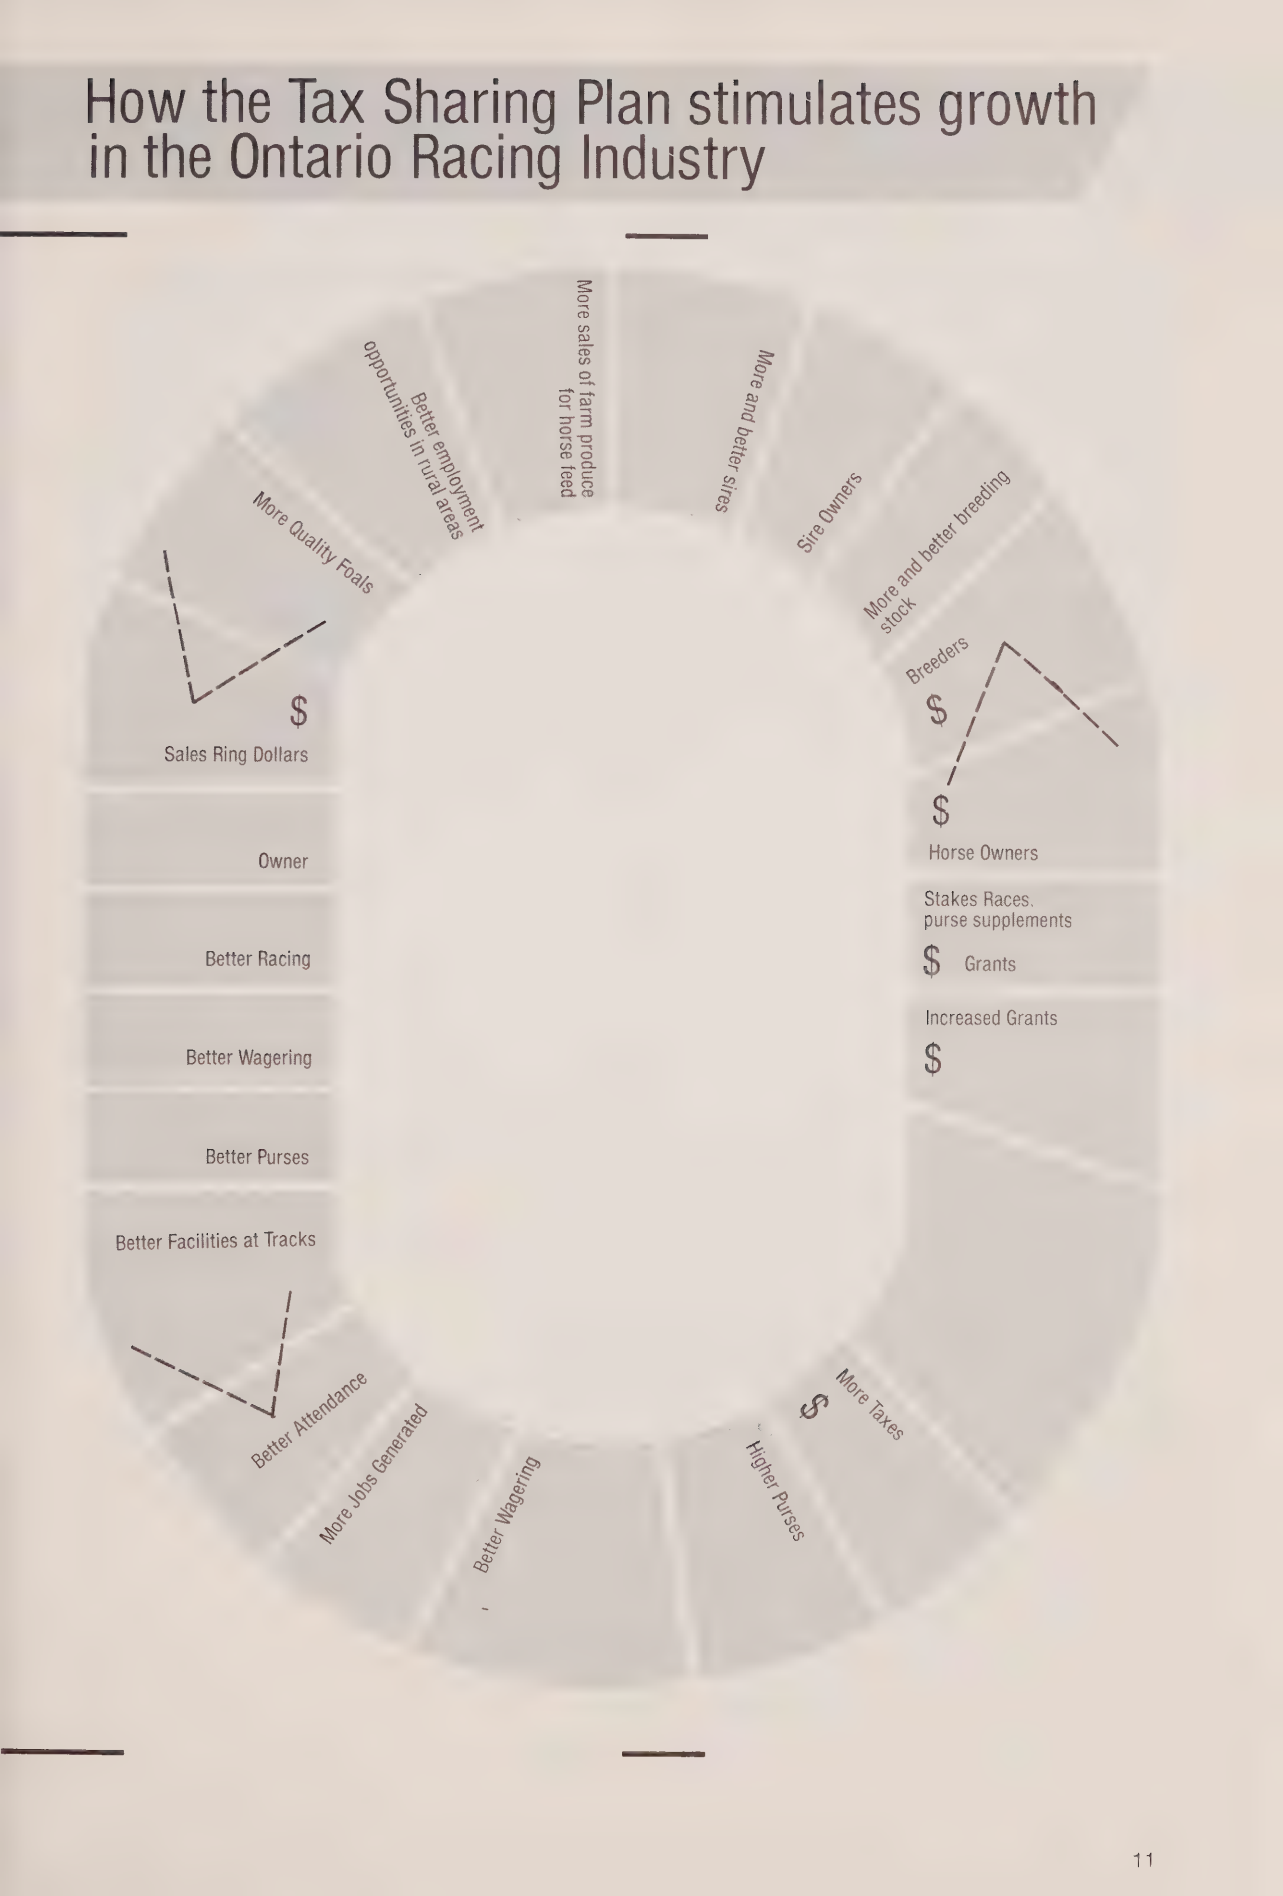 How the Tax Sharing Plan stimulates growth
in the Ontario Racing Industry
More sales of farm produce
for horse feed
More and better sires
Sire Owners
More and better breeding
stock
Breeders
$
$
Horse Owners
Stakes Races.
purse supplements
$ Grants
Increased Grants
$
More Taxes
$
Higher Purses
Better Wagering
More Jobs Generated
Better Attendance
Better Facilities at Tracks
Better Purses
Better Wagering
Better Racing
Owner
Sales Ring Dollars
$
More Quality Foals
Better employment
opportunities in rural areas
11